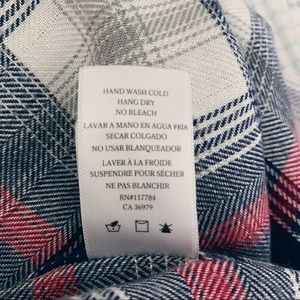 HAND WASH COLD
HANG DRY
NO BLEACH
LAVAR A MANO EN AGUA FRÍA
SECAR COLGADO
NO USAR BLANQUEADOR
LAVER À LA FROIDE
SUSPENDRE POUR SÉCHER
NE PAS BLANCHIR
RN#117784
CA 36979